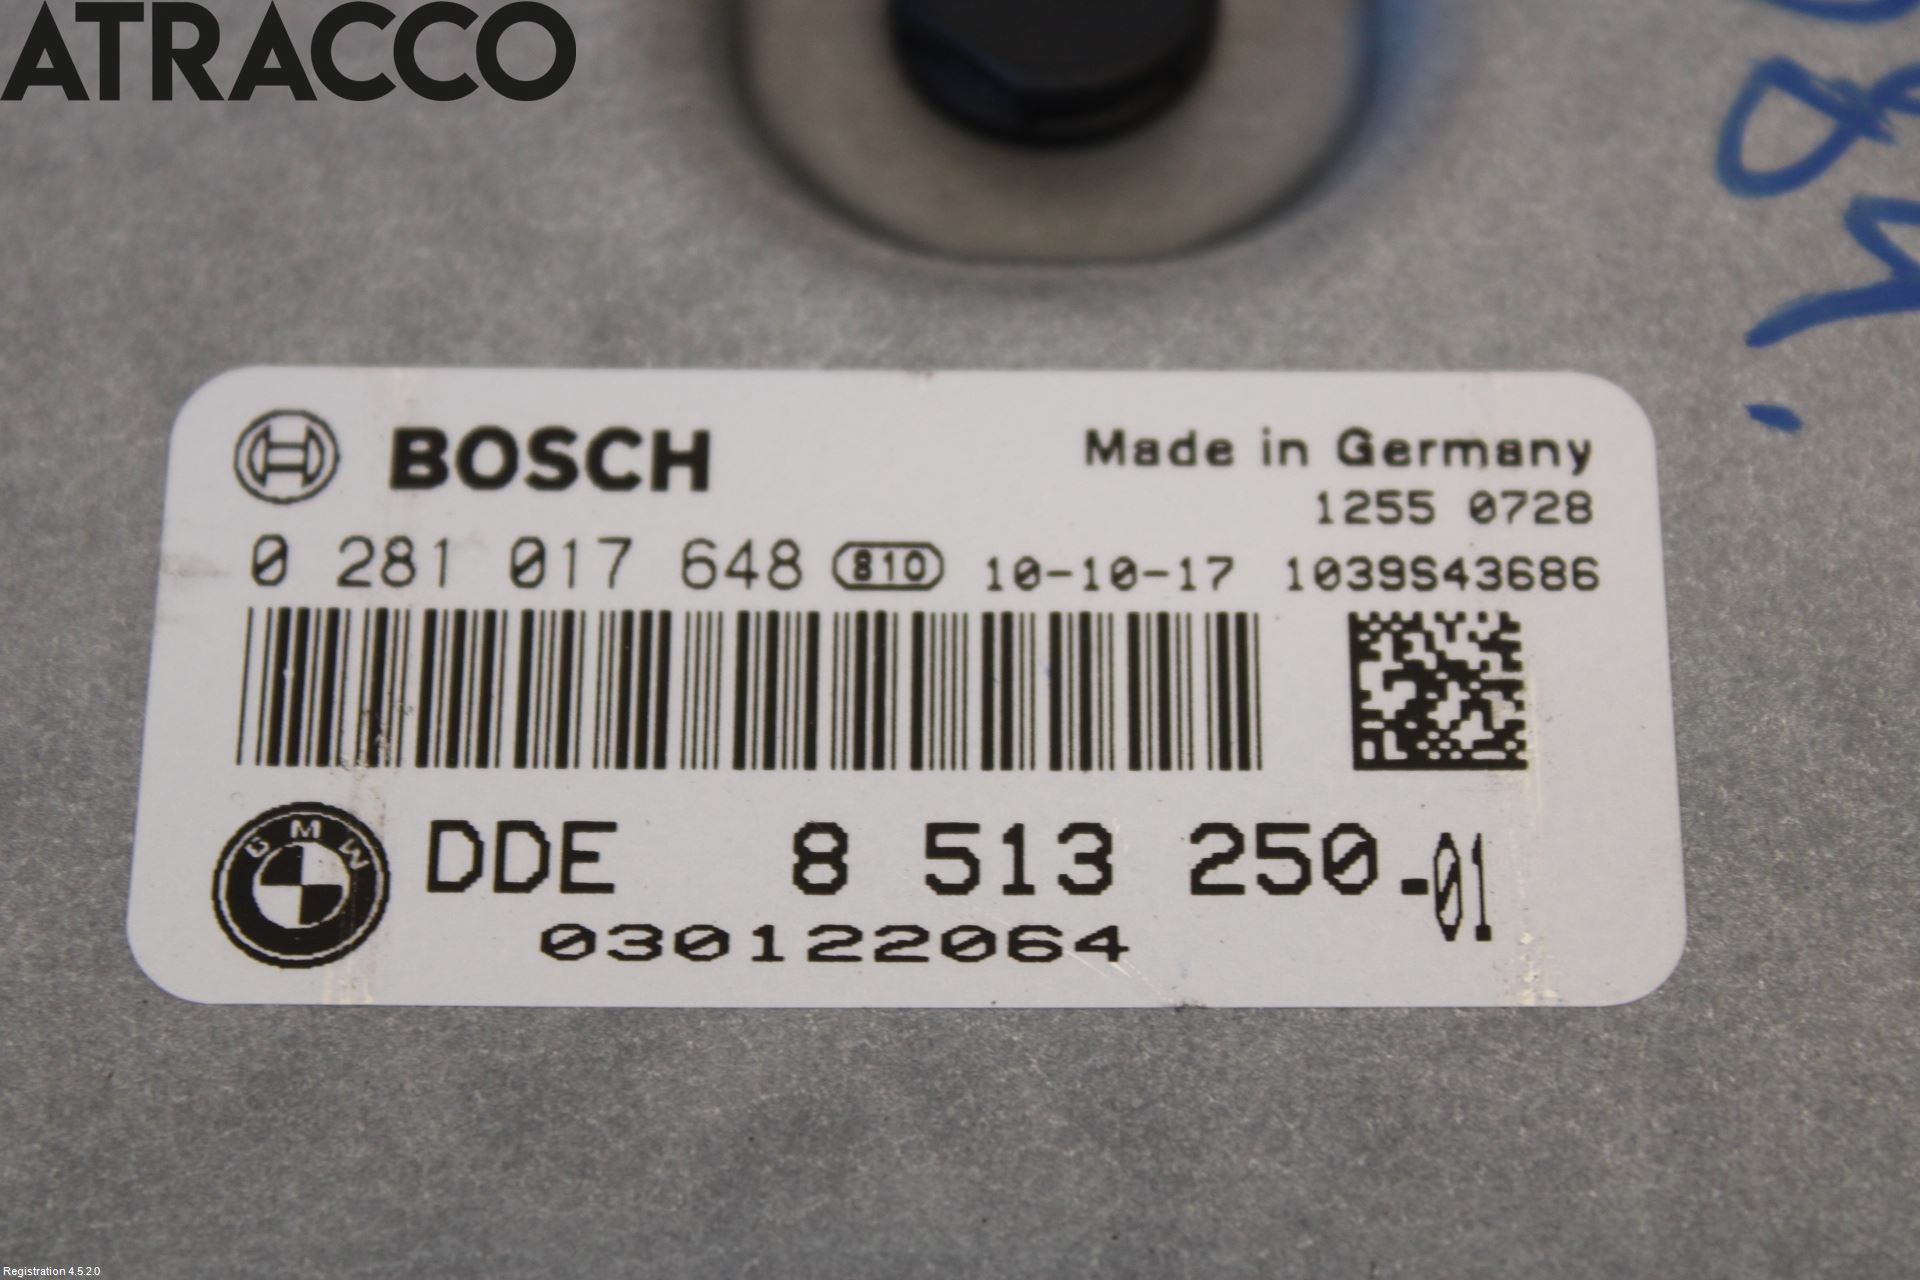 ATRACCO
BOSCH
Made in Germany
1255 0728
0 281 017 648 810 10-10-17 1039S43686
BMW
DDE 8 513 250.-01
030122064
Registration 4.5.2.0